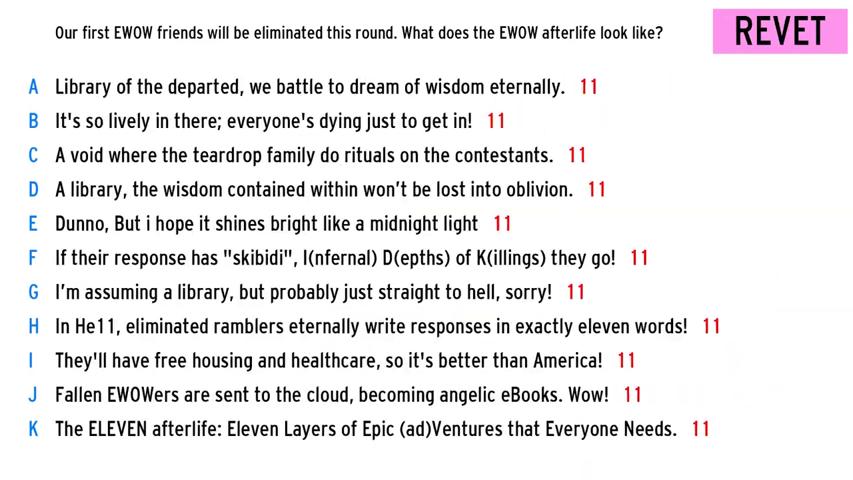 Our first EWOW friends will be eliminated this round. What does the EWOW afterlife look like?
REVET
A Library of the departed, we battle to dream of wisdom eternally. 11
B It's so lively in there; everyone's dying just to get in! 11
C A void where the teardrop family do rituals on the contestants. 11
D A library, the wisdom contained within won't be lost into oblivion. 11
E Dunno, But i hope it shines bright like a midnight light 11
F If their response has "skibidi", I(nfernal) D(epths) of K(illings) they go! 11
G I'm assuming a library, but probably just straight to hell, sorry! 11
H In He11, eliminated ramblers eternally write responses in exactly eleven words! 11
I They'll have free housing and healthcare, so it's better than America! 11
J Fallen EWOWers are sent to the cloud, becoming angelic eBooks. Wow! 11
K The ELEVEN afterlife: Eleven Layers of Epic (ad)Ventures that Everyone Needs. 11